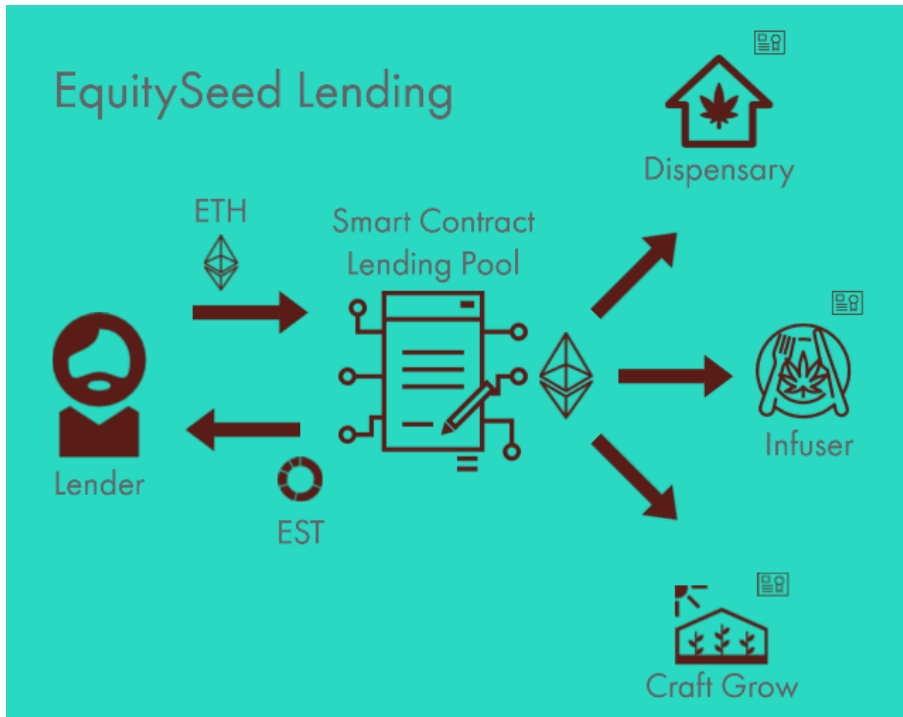 EquitySeed Lending
Dispensary
ETH
Smart Contract
Lending Pool
Lender
EST
Infuser
Craft Grow